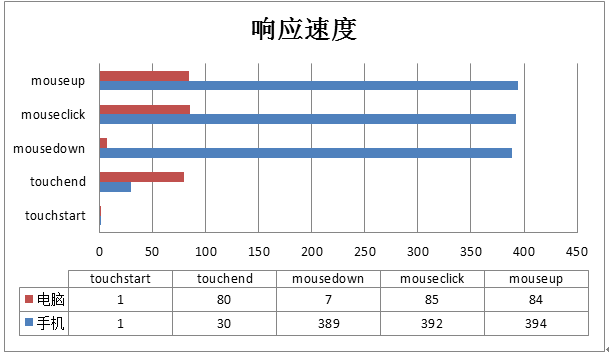 响应速度
mouseup
mouseclick
mousedown
touchend
touchstart
0 50 100 150 200 250 300 350 400 450
touchstart touchend mousedown mouseclick mouseup
电脑 1 80 7 85 84
手机 1 30 389 392 394